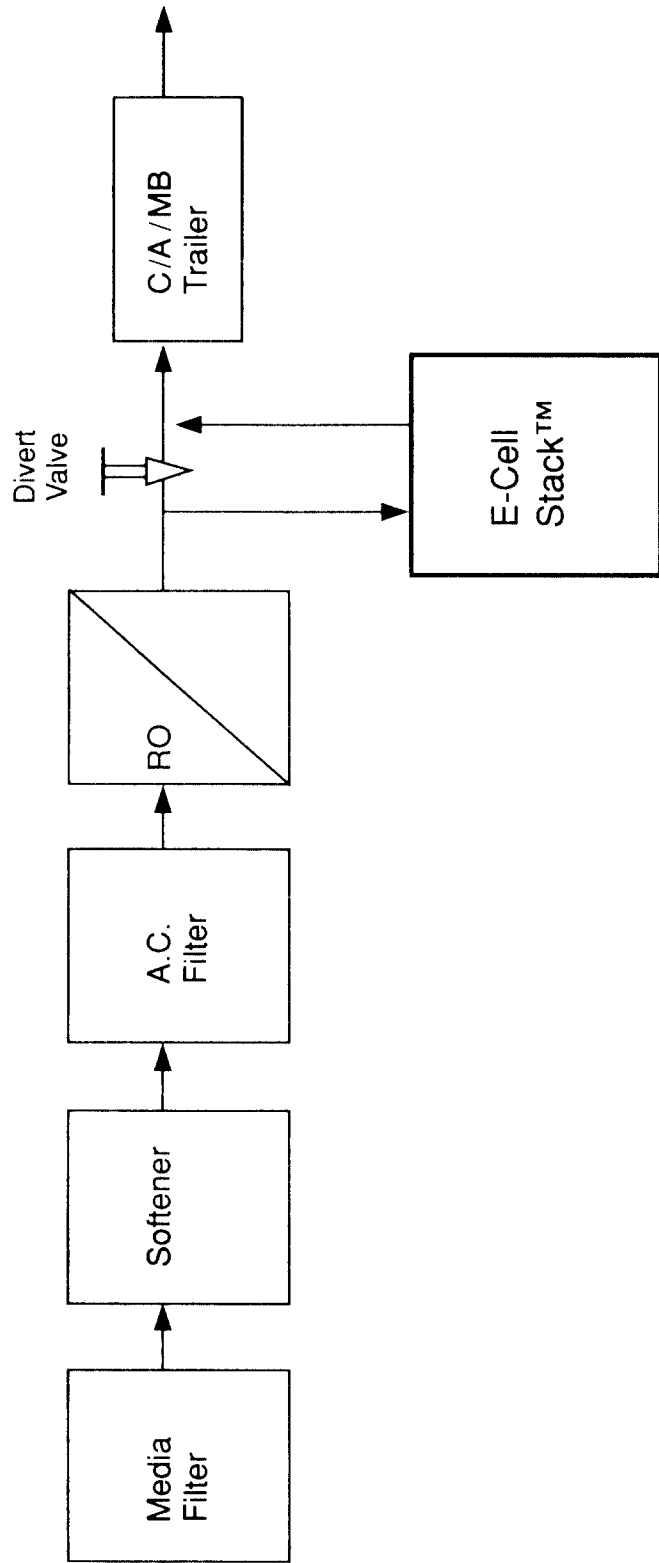 Media
Filter
Softener
A.C.
Filter
RO
Divert
Valve
E-Cell
Stack™
C/A/MB
Trailer